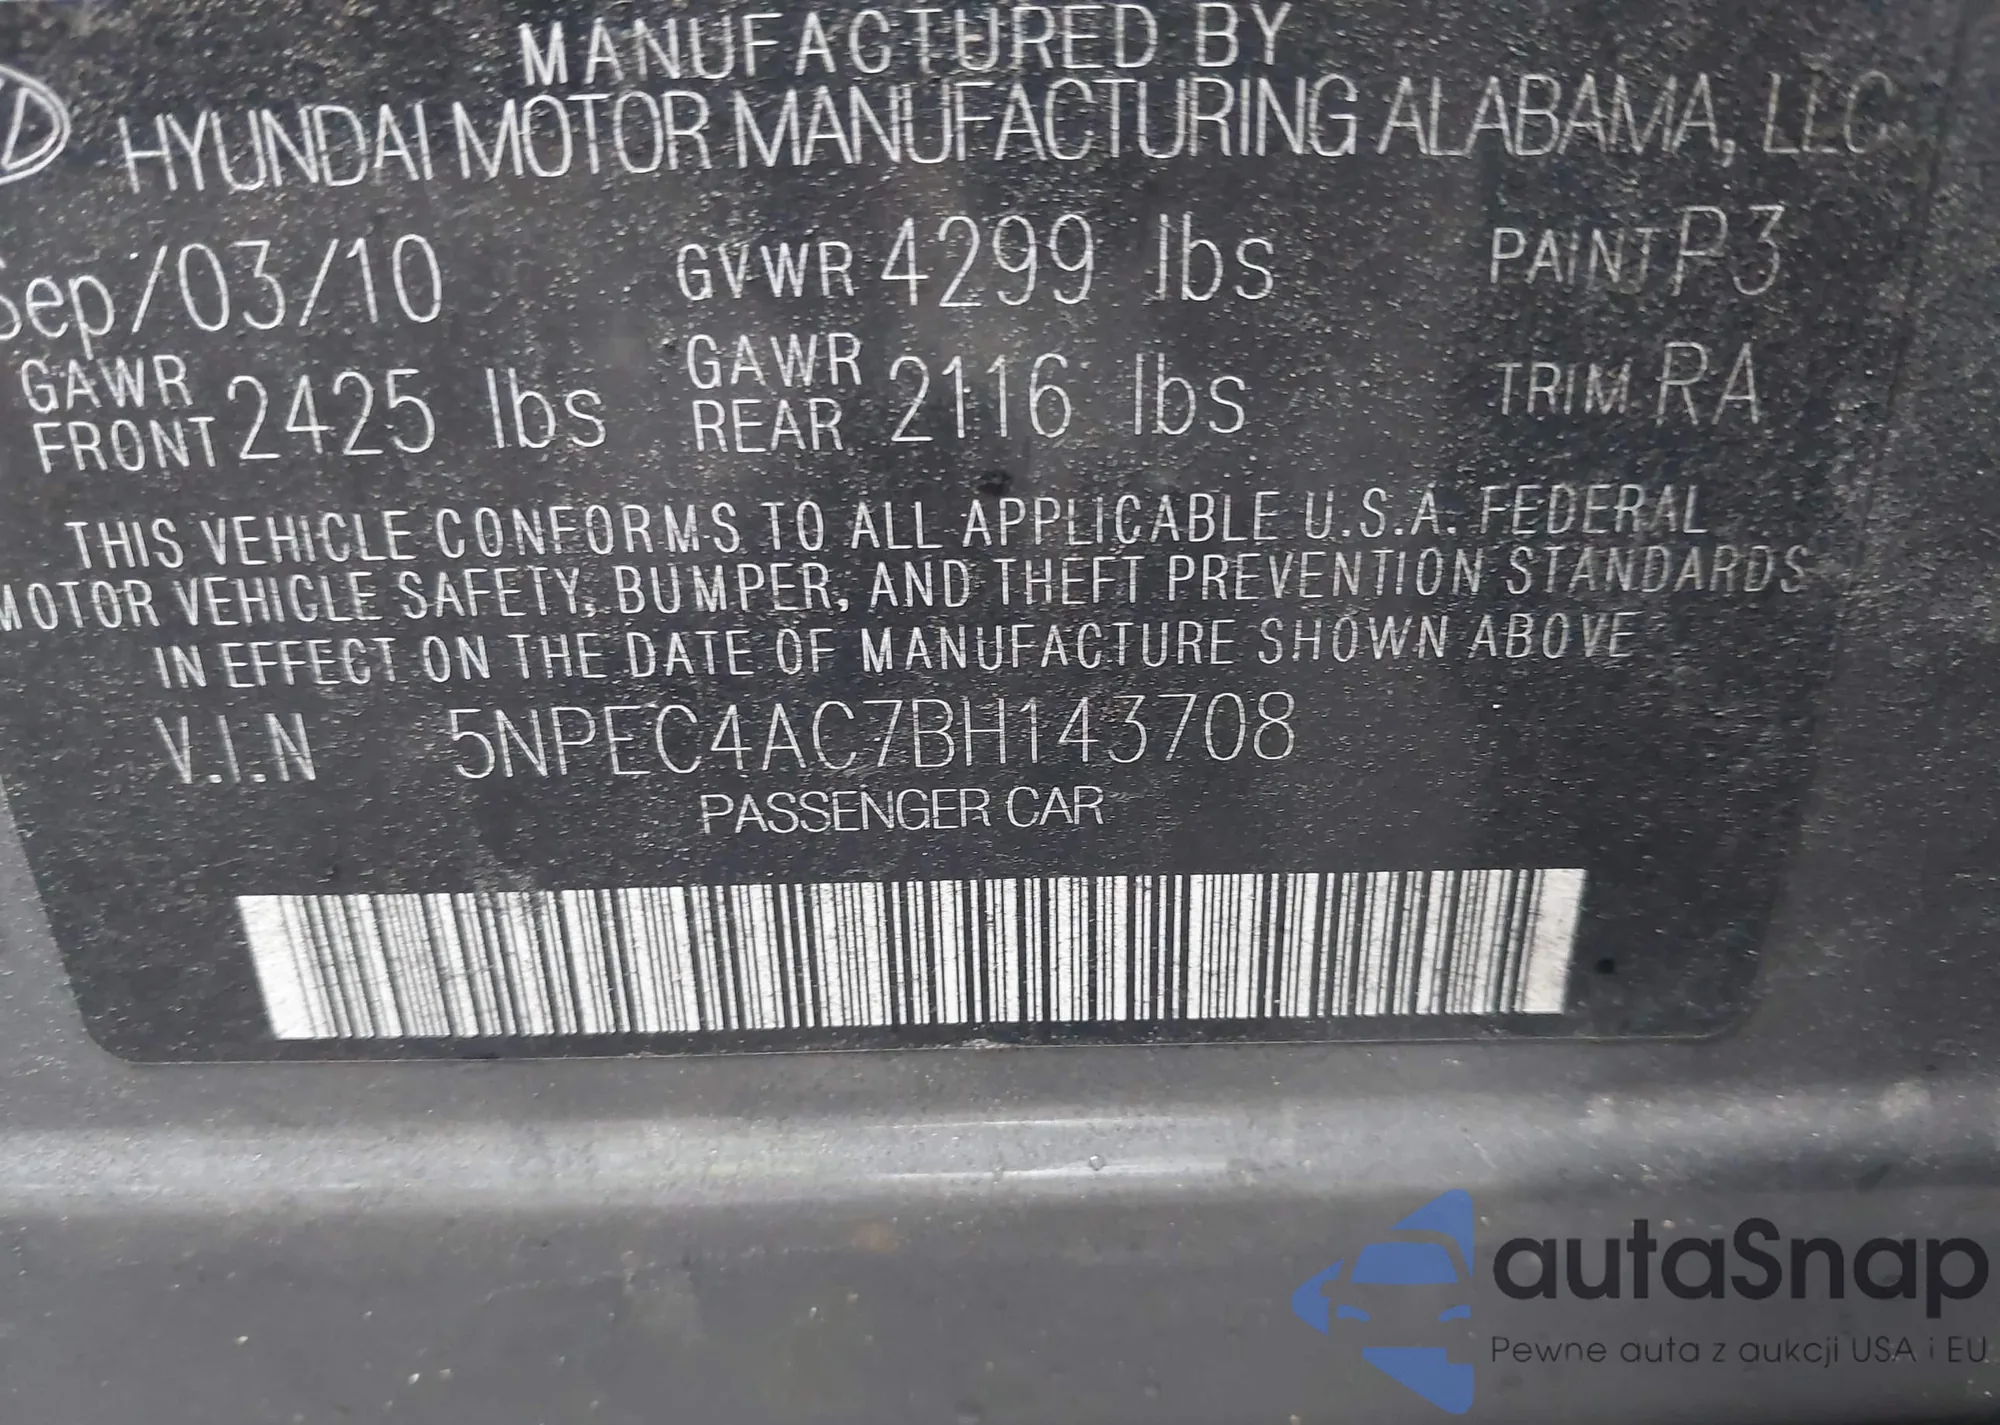 MANUFACTURED BY
HYUNDAI MOTOR MANUFACTURING ALABAMA, LLC
Sep/03/10 GVWR 4299 lbs PAINT P3
GAWR FRONT 2425 lbs GAWR REAR 2116 lbs TRIM RA
THIS VEHICLE CONFORMS TO ALL APPLICABLE U.S.A. FEDERAL
MOTOR VEHICLE SAFETY, BUMPER, AND THEFT PREVENTION STANDARDS
IN EFFECT ON THE DATE OF MANUFACTURE SHOWN ABOVE
V.I.N 5NPEC4AC7BH143708
PASSENGER CAR
autaSnap
Pewne auta z aukcji USA i EU